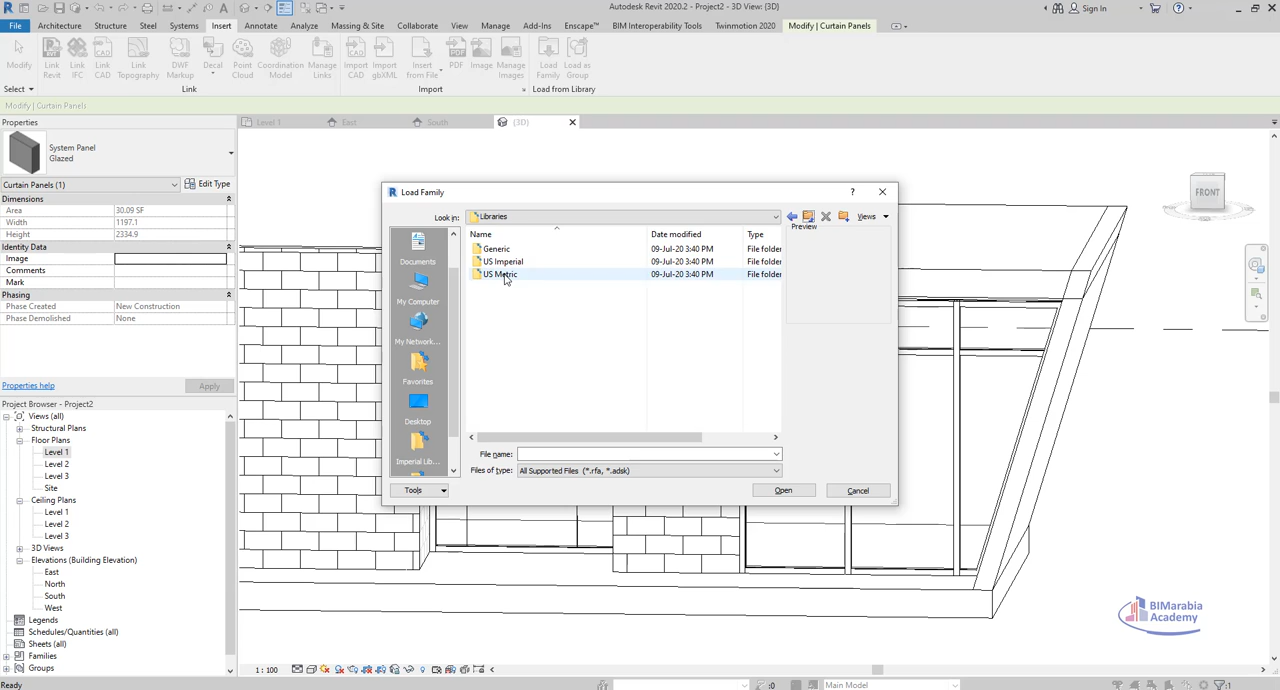 Autodesk Revit 2020.2 - Project2 - 3D View: {3D}
Sign In
File Architecture Structure Steel Systems Insert Annotate Analyze Massing & Site Collaborate View Manage Add-Ins Enscape™ BIM Interoperability Tools Twinmotion 2020 Modify | Curtain Panels
Modify
Link Revit
Link IFC
Link CAD
Link Topography
DWF Markup
Decal
Point Cloud
Coordination Model
Manage Links
Import CAD
Import gbXML
Insert from File
PDF
Image
Manage Images
Load Family
Load as Group
Select Link Import Load from Library
Modify | Curtain Panels
Properties
System Panel
Glazed
Curtain Panels (1) Edit Type
Dimensions
Area 30.09 SF
Width 1197.1
Height 2334.9
Identity Data
Image
Comments
Mark
Phasing
Phase Created New Construction
Phase Demolished None
Properties help Apply
Project Browser - Project2
Views (all)
Structural Plans
Floor Plans
Level 1
Level 2
Level 3
Site
Ceiling Plans
Level 1
Level 2
Level 3
3D Views
Elevations (Building Elevation)
East
North
South
West
Legends
Schedules/Quantities (all)
Sheets (all)
Families
Groups
Level 1 East South {3D}
FRONT
Load Family
Look in: Libraries Views
Documents
My Computer
My Network...
Favorites
Desktop
Imperial Lib...
Name Date modified Type
Generic 09-Jul-20 3:40 PM File folder
US Imperial 09-Jul-20 3:40 PM File folder
US Metric 09-Jul-20 3:40 PM File folder
Preview
File name:
Files of type: All Supported Files (*.rfa, *.adsk)
Tools Open Cancel
BIMarabia
Academy
1 : 100
Ready
:0
Main Model
:1